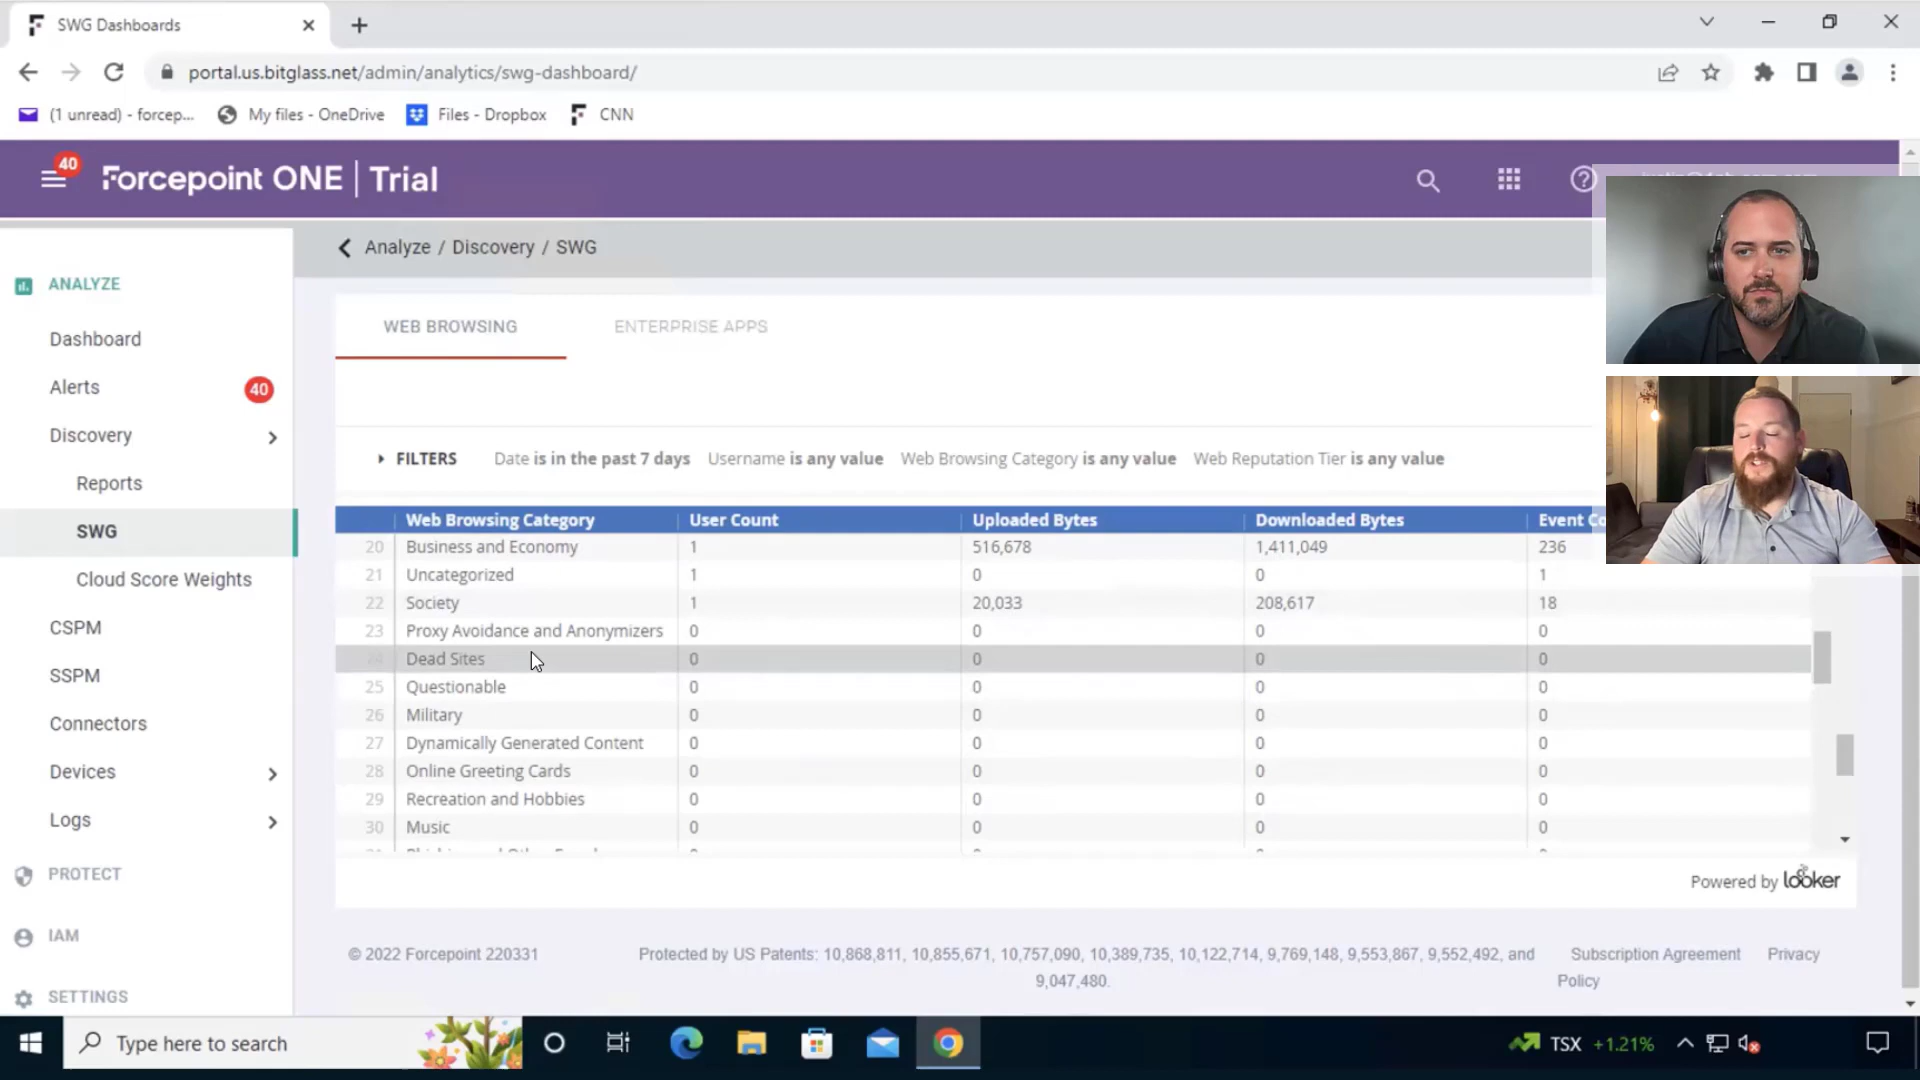 SWG Dashboards
portal.us.bitglass.net/admin/analytics/swg-dashboard/
(1 unread) - forcep...
My files - OneDrive
Files - Dropbox
CNN
40
Forcepoint ONE | Trial
Analyze / Discovery / SWG
ANALYZE
Dashboard
Alerts
40
Discovery
Reports
SWG
Cloud Score Weights
CSPM
SSPM
Connectors
Devices
Logs
PROTECT
IAM
SETTINGS
WEB BROWSING
ENTERPRISE APPS
FILTERS Date is in the past 7 days Username is any value Web Browsing Category is any value Web Reputation Tier is any value
Web Browsing Category User Count Uploaded Bytes Downloaded Bytes Event Co
20 Business and Economy 1 516,678 1,411,049 236
21 Uncategorized 1 0 0 1
22 Society 1 20,033 208,617 18
23 Proxy Avoidance and Anonymizers 0 0 0 0
24 Dead Sites 0 0 0 0
25 Questionable 0 0 0 0
26 Military 0 0 0 0
27 Dynamically Generated Content 0 0 0 0
28 Online Greeting Cards 0 0 0 0
29 Recreation and Hobbies 0 0 0 0
30 Music 0 0 0 0
Powered by looker
© 2022 Forcepoint 220331
Protected by US Patents: 10,868,811, 10,855,671, 10,757,090, 10,389,735, 10,122,714, 9,769,148, 9,553,867, 9,552,492, and
9,047,480.
Subscription Agreement Privacy
Policy
Type here to search
TSX +1.21%